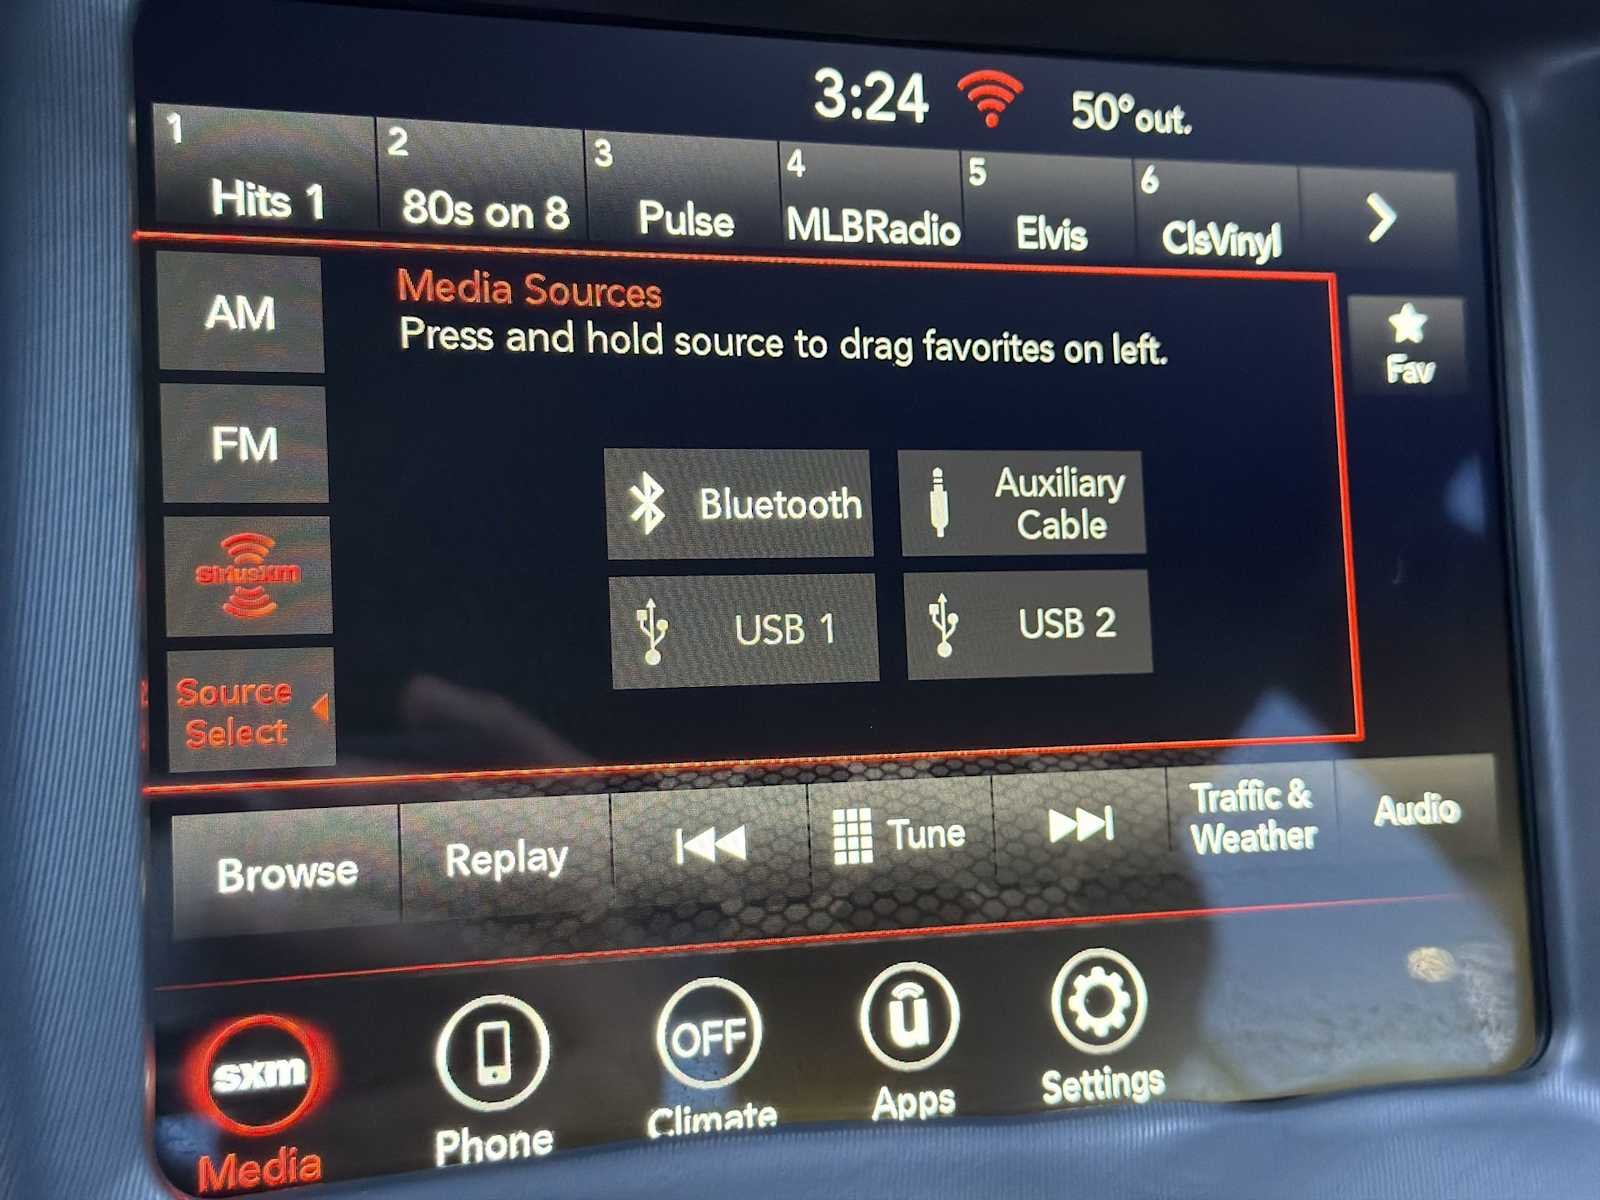 3:24 50° out.
1 2 3 4 5 6
Hits 1 80s on 8 Pulse MLBRadio Elvis ClsVinyl
AM
Media Sources
Press and hold source to drag favorites on left.
Fav
FM
Bluetooth
Auxiliary
Cable
SiriusXM
USB 1 USB 2
Source
Select
Browse Replay Tune
Traffic &
Weather
Audio
sxm OFF u
Media Phone Climate Apps Settings